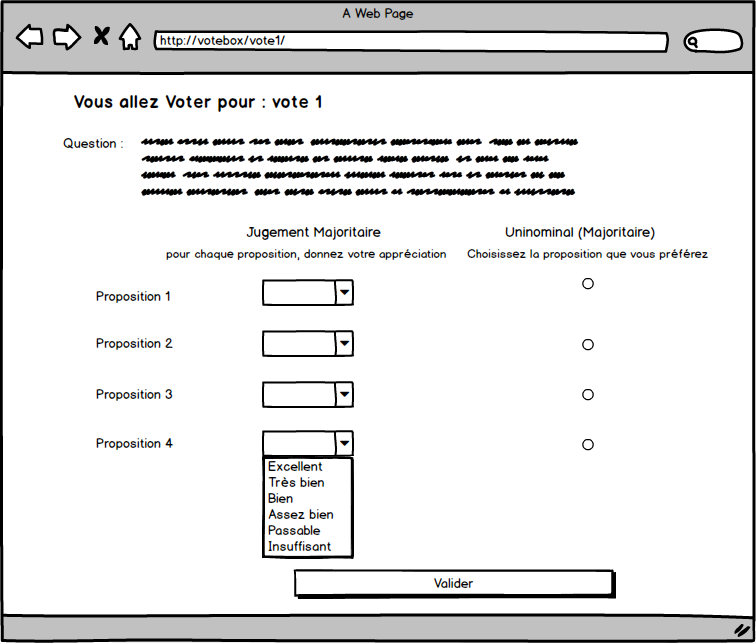 A Web Page
http://votebox/vote1/
Vous allez Voter pour : vote 1
Question :
Jugement Majoritaire
Uninominal (Majoritaire)
pour chaque proposition, donnez votre appréciation
Choisissez la proposition que vous préférez
Proposition 1
Proposition 2
Proposition 3
Proposition 4
Excellent
Très bien
Bien
Assez bien
Passable
Insuffisant
Valider